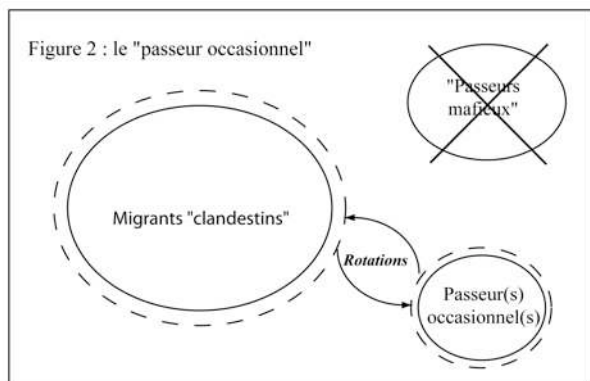 Figure 2 : le "passeur occasionnel"
"Passeurs
mafieux"
Migrants "clandestins"
Rotations
Passeur(s)
occasionnel(s)